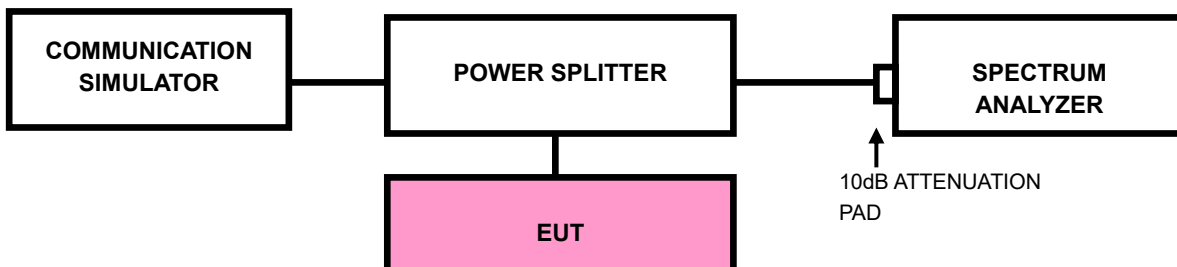 COMMUNICATION
SIMULATOR
POWER SPLITTER
SPECTRUM
ANALYZER
10dB ATTENUATION
PAD
EUT